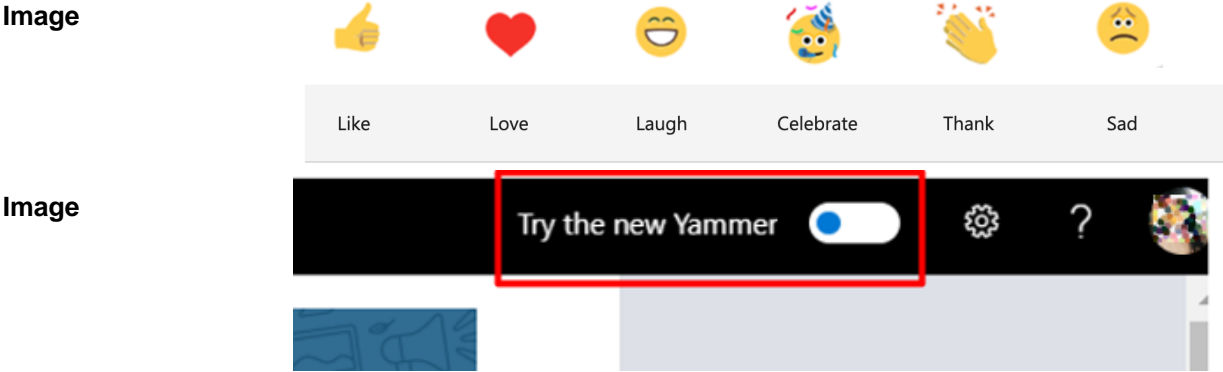 Image
Like Love Laugh Celebrate Thank Sad
Image
Try the new Yammer
?